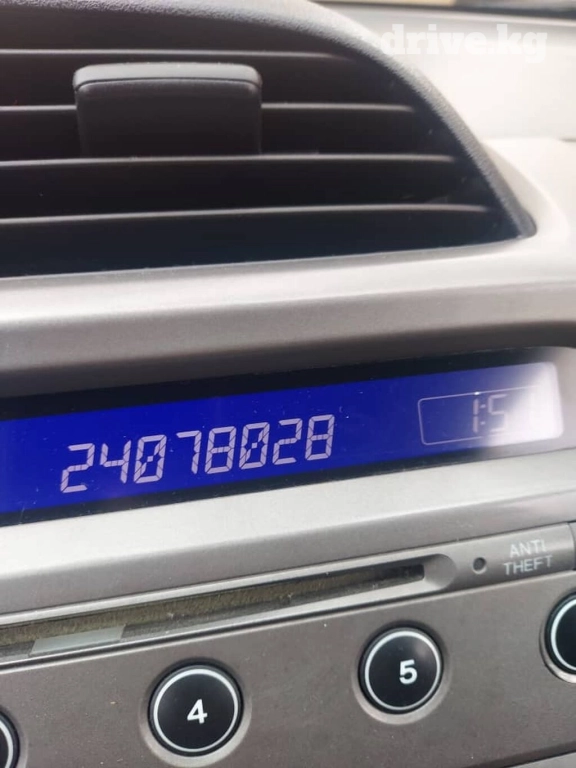 drive.kg
24078028
1:5
ANTI
THEFT
4
5